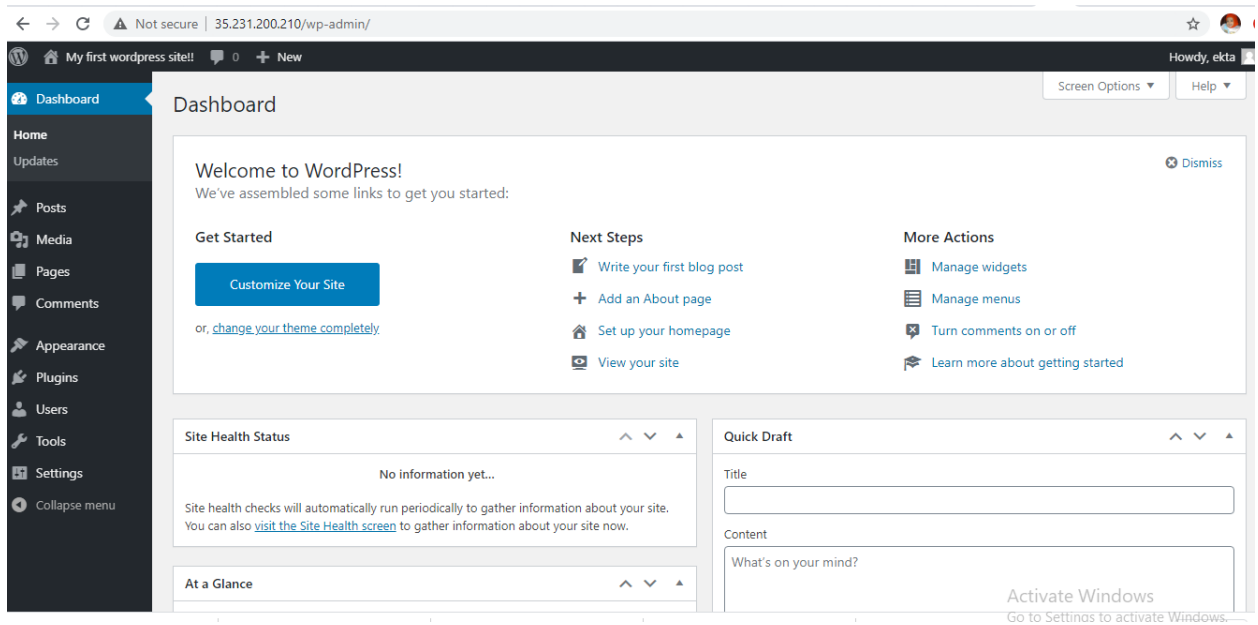 Not secure | 35.231.200.210/wp-admin/
My first wordpress site!! 0 + New
Howdy, ekta
Dashboard
Home
Updates
Posts
Media
Pages
Comments
Appearance
Plugins
Users
Tools
Settings
Collapse menu
Screen Options ▼
Help ▼
Dashboard
Welcome to WordPress!
Dismiss
We've assembled some links to get you started:
Get Started
Customize Your Site
or, change your theme completely
Next Steps
Write your first blog post
Add an About page
Set up your homepage
View your site
More Actions
Manage widgets
Manage menus
Turn comments on or off
Learn more about getting started
Site Health Status
No information yet...
Site health checks will automatically run periodically to gather information about your site.
You can also visit the Site Health screen to gather information about your site now.
At a Glance
Quick Draft
Title
Content
What's on your mind?
Activate Windows
Go to Settings to activate Windows.